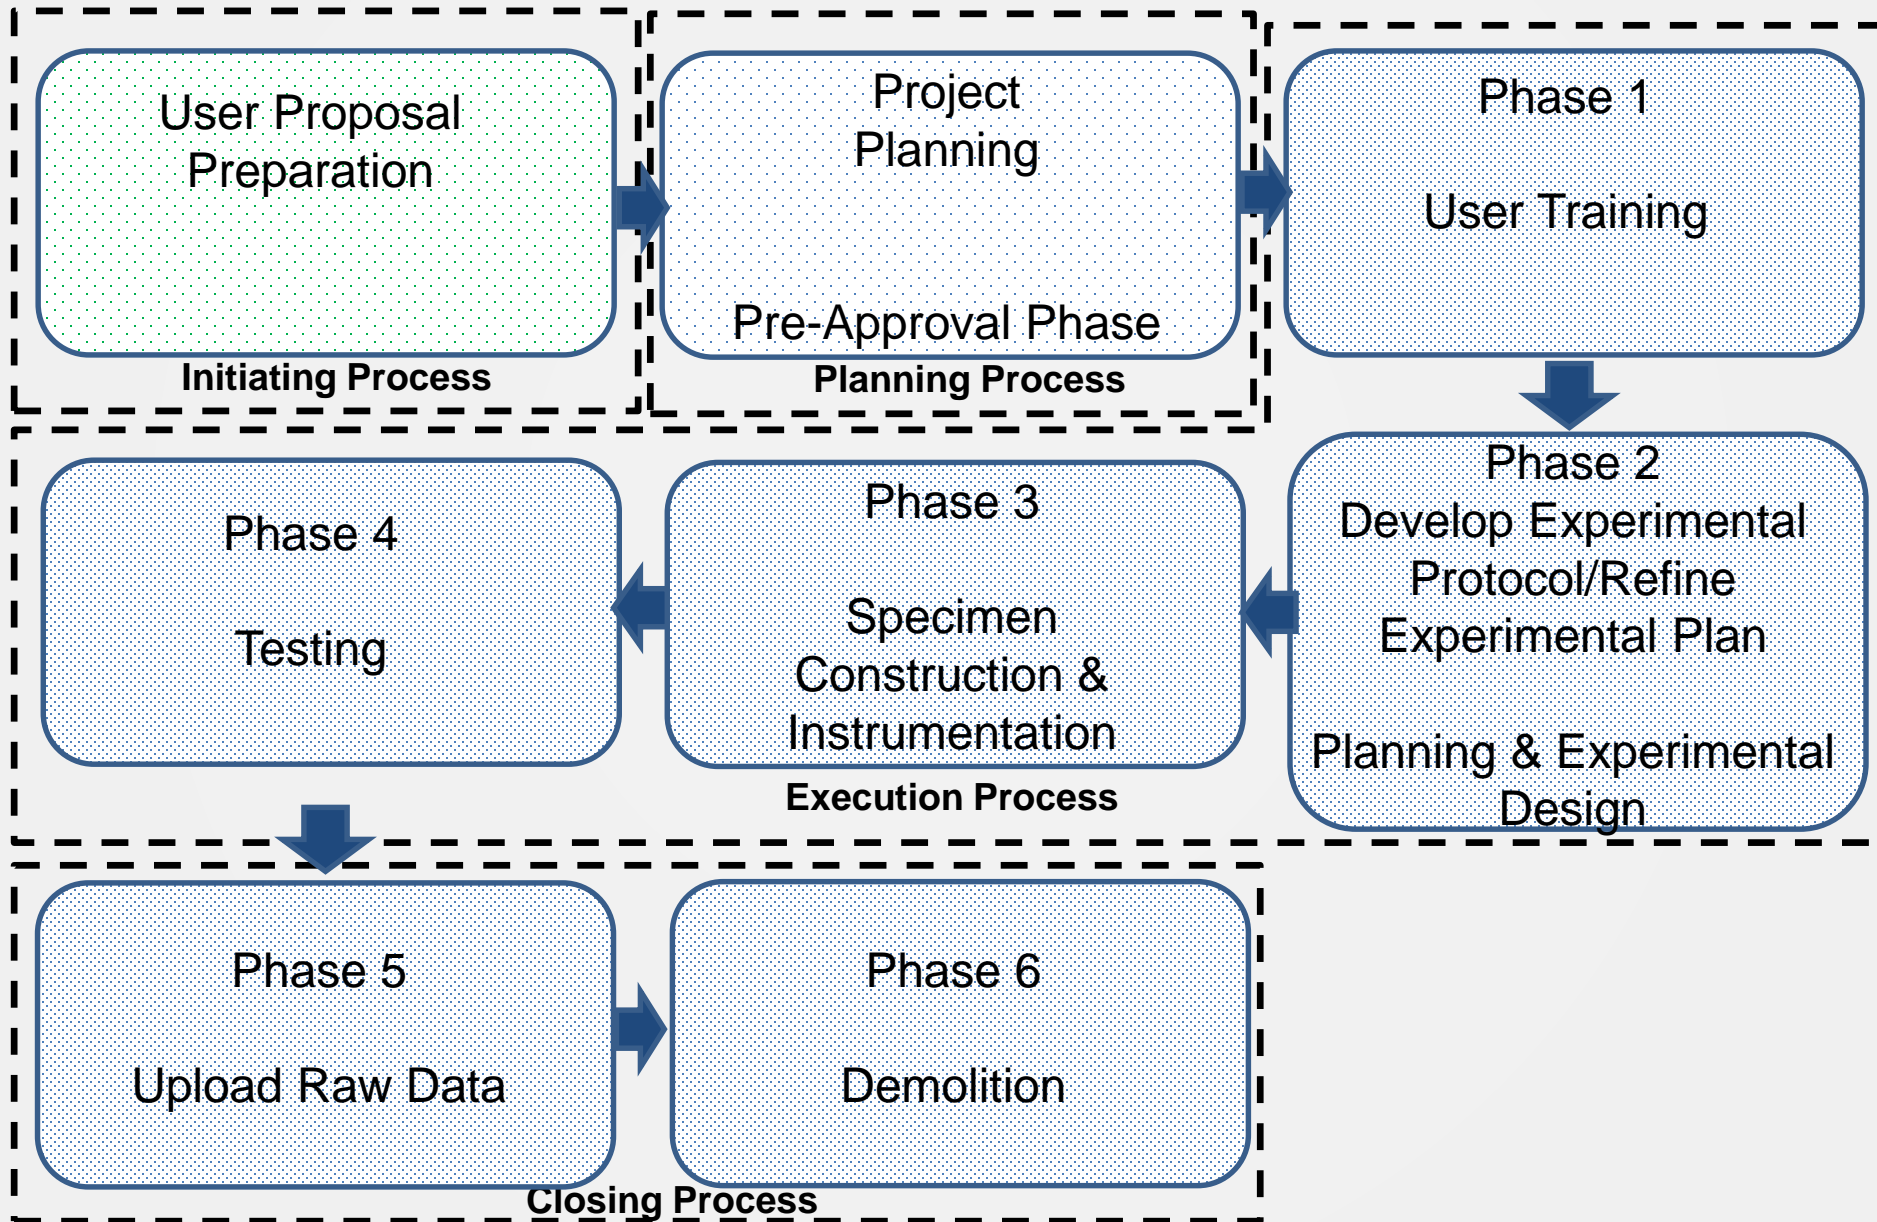 User Proposal
Preparation
Initiating Process
Project
Planning
Pre-Approval Phase
Planning Process
Phase 1
User Training
Phase 2
Develop Experimental
Protocol/Refine
Experimental Plan
Planning & Experimental
Design
Phase 3
Specimen
Construction &
Instrumentation
Phase 4
Testing
Execution Process
Phase 5
Upload Raw Data
Phase 6
Demolition
Closing Process